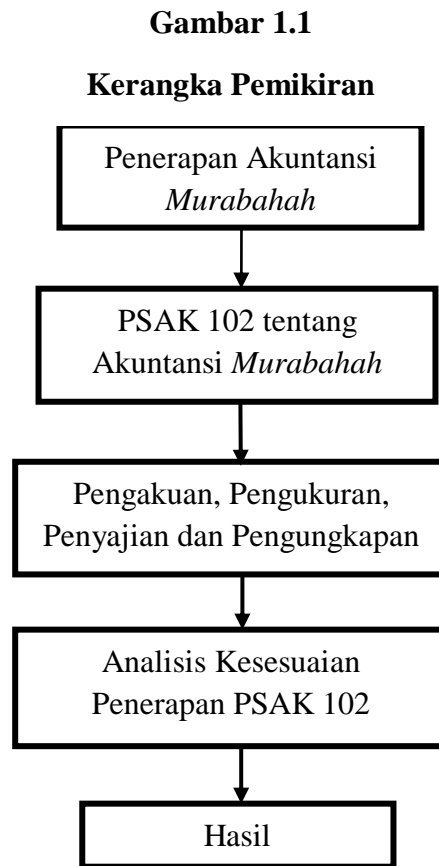 Gambar 1.1
Kerangka Pemikiran
Penerapan Akuntansi
Murabahah
PSAK 102 tentang
Akuntansi Murabahah
Pengakuan, Pengukuran,
Penyajian dan Pengungkapan
Analisis Kesesuaian
Penerapan PSAK 102
Hasil